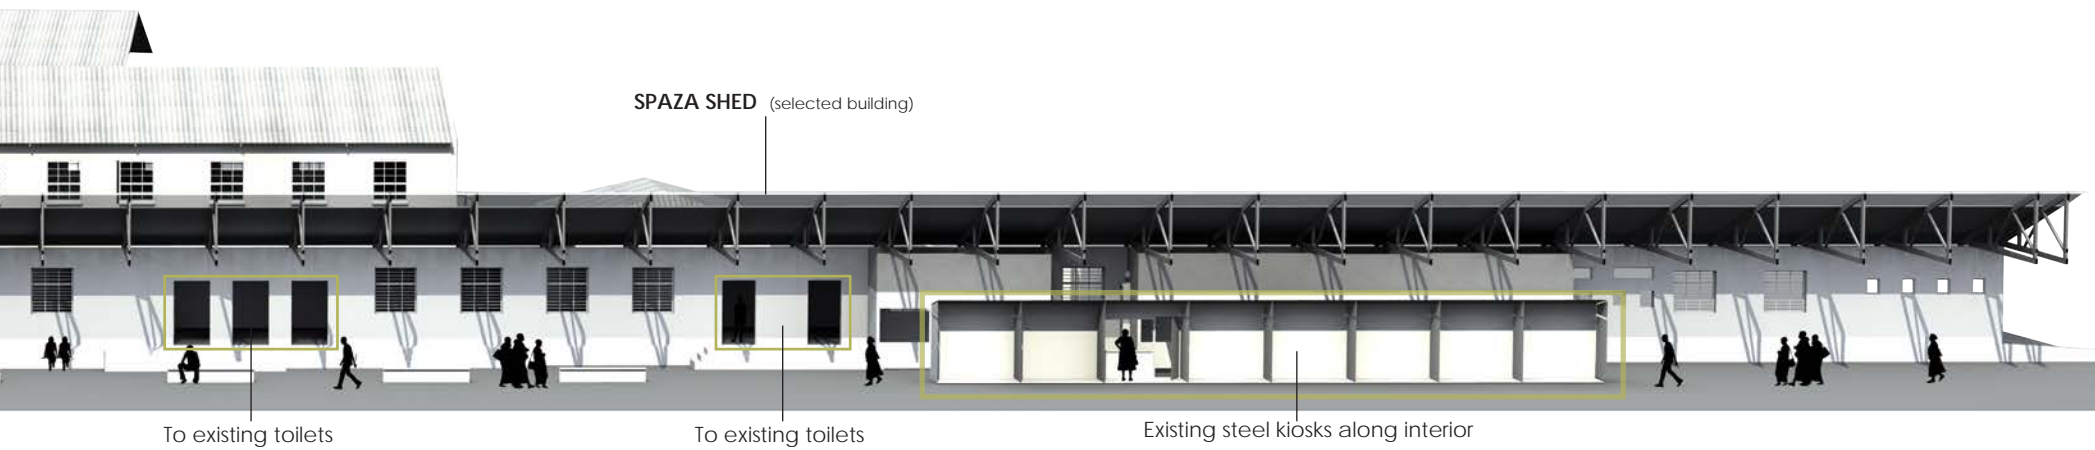 SPAZA SHED (selected building)
To existing toilets
To existing toilets
Existing steel kiosks along interior